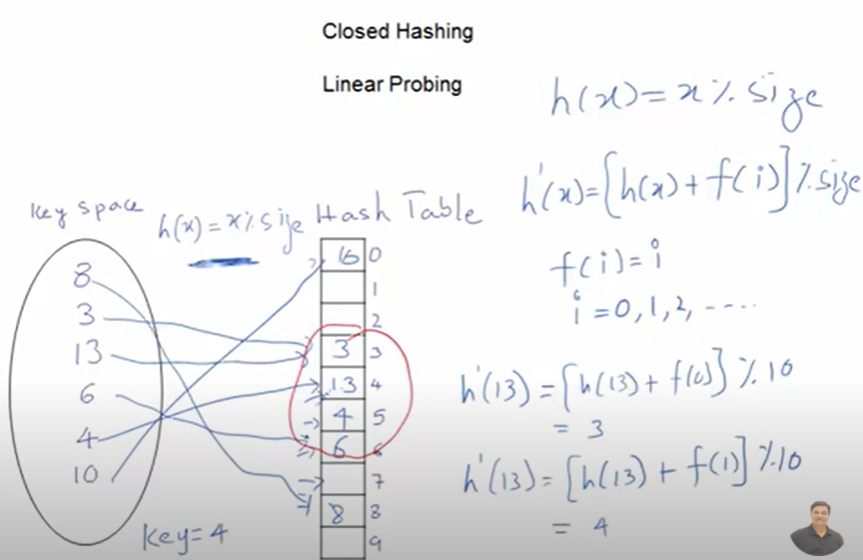 Closed Hashing
Linear Probing
h(x) = x % size
h'(x) = [h(x) + f(i)] % size
f(i) = i
i = 0, 1, 2, ----
h'(13) = [h(13) + f(0)] % 10
= 3
h'(13) = [h(13) + f(1)] % 10
= 4
Key space
h(x) = x % size
Hash Table
8
3
13
6
4
10
Key = 4
10 0
1
2
3 3
13 4
4 5
6 6
7
8 8
9